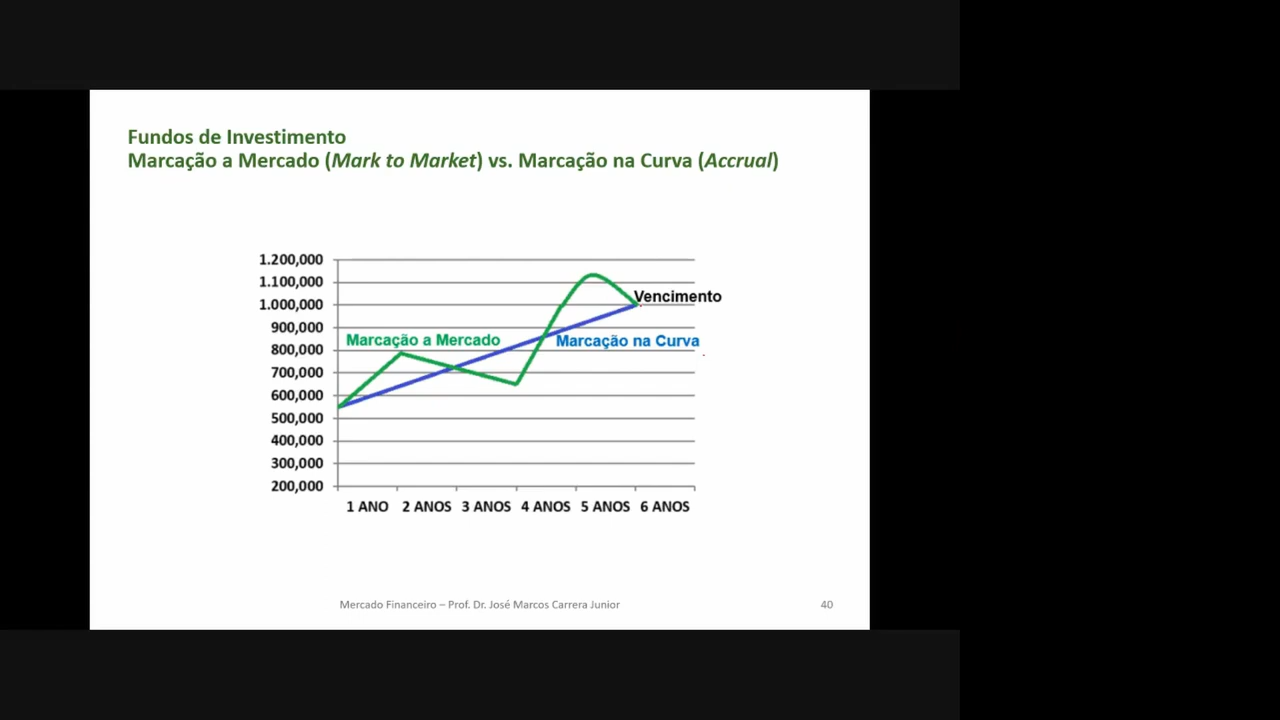 Fundos de Investimento
Marcação a Mercado (Mark to Market) vs. Marcação na Curva (Accrual)
1.200,000
1.100,000
1.000,000
900,000
800,000
700,000
600,000
500,000
400,000
300,000
200,000
Vencimento
Marcação a Mercado
Marcação na Curva
1 ANO 2 ANOS 3 ANOS 4 ANOS 5 ANOS 6 ANOS
Mercado Financeiro – Prof. Dr. José Marcos Carrera Junior
40